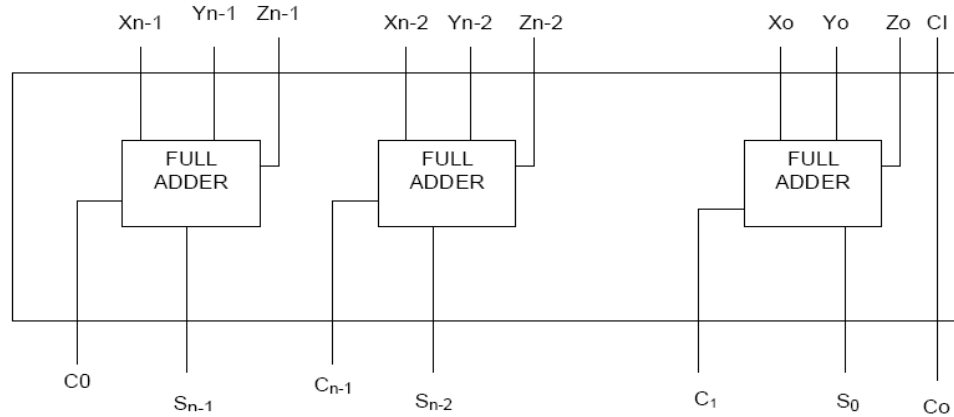 Xn-1 Yn-1 Zn-1 Xn-2 Yn-2 Zn-2 Xo Yo Zo CI
FULL ADDER
FULL ADDER
FULL ADDER
C0 Sn-1 Cn-1 Sn-2 C1 S0 Co